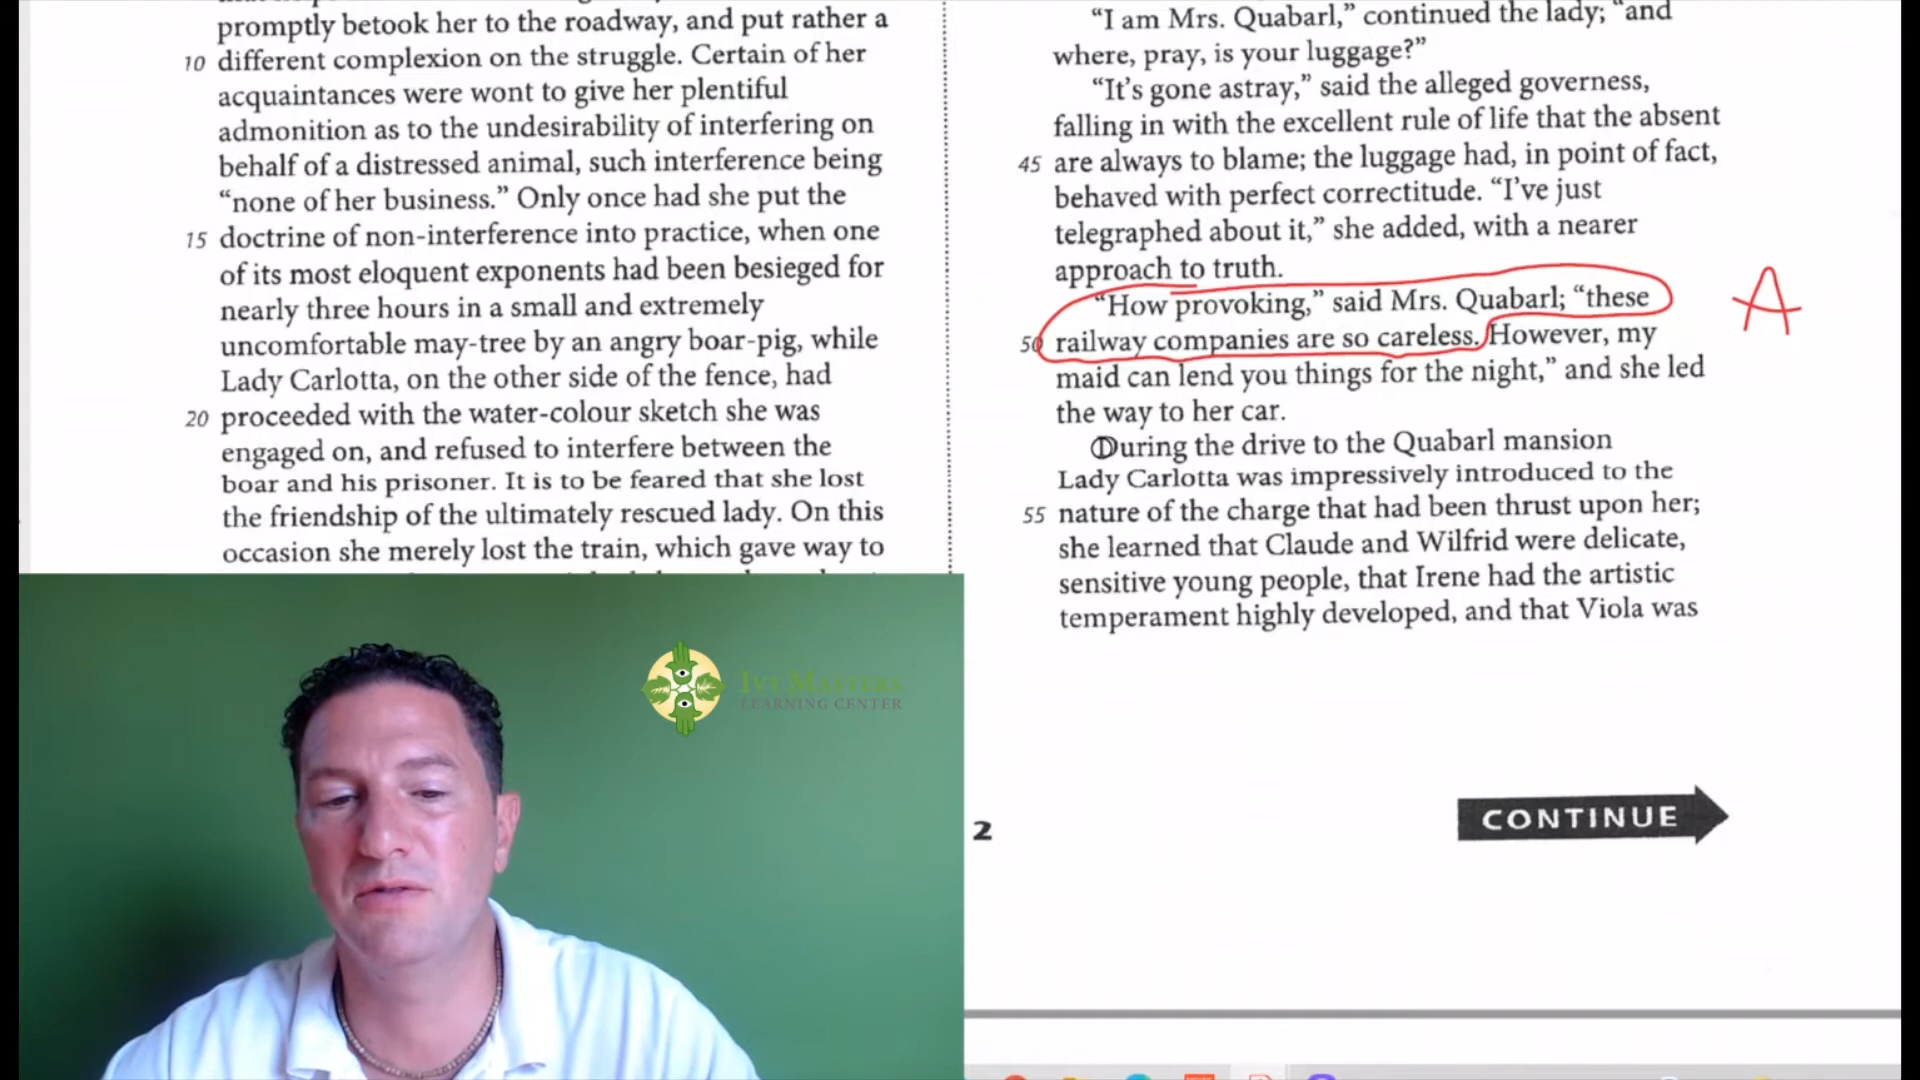 promptly betook her to the roadway, and put rather a
10 different complexion on the struggle. Certain of her
acquaintances were wont to give her plentiful
admonition as to the undesirability of interfering on
behalf of a distressed animal, such interference being
“none of her business.” Only once had she put the
15 doctrine of non-interference into practice, when one
of its most eloquent exponents had been besieged for
nearly three hours in a small and extremely
uncomfortable may-tree by an angry boar-pig, while
Lady Carlotta, on the other side of the fence, had
20 proceeded with the water-colour sketch she was
engaged on, and refused to interfere between the
boar and his prisoner. It is to be feared that she lost
the friendship of the ultimately rescued lady. On this
occasion she merely lost the train, which gave way to
“I am Mrs. Quabarl,” continued the lady; “and
where, pray, is your luggage?”
“It’s gone astray,” said the alleged governess,
falling in with the excellent rule of life that the absent
45 are always to blame; the luggage had, in point of fact,
behaved with perfect correctitude. “I’ve just
telegraphed about it,” she added, with a nearer
approach to truth.
“How provoking,” said Mrs. Quabarl; “these
50 railway companies are so careless. However, my
maid can lend you things for the night,” and she led
the way to her car.
During the drive to the Quabarl mansion
Lady Carlotta was impressively introduced to the
55 nature of the charge that had been thrust upon her;
she learned that Claude and Wilfrid were delicate,
sensitive young people, that Irene had the artistic
temperament highly developed, and that Viola was
A
2
CONTINUE
IVY MASTERS
LEARNING CENTER